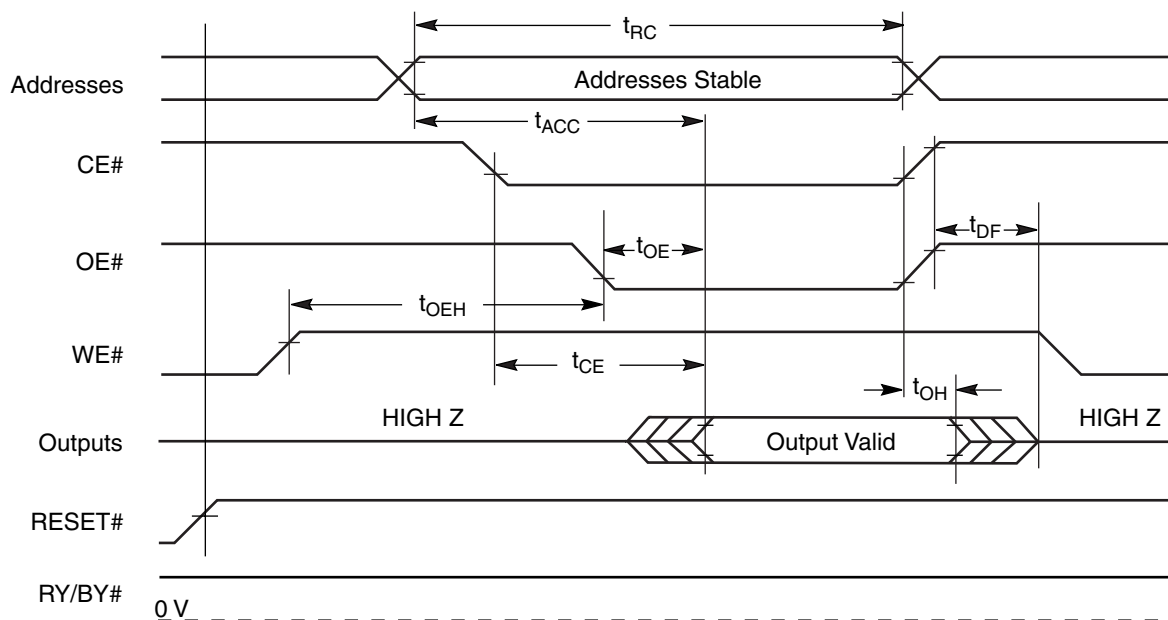 tRC
Addresses
Addresses Stable
tACC
CE#
tDF
tOE
OE#
tOEH
WE#
tCE
tOH
HIGH Z
HIGH Z
Outputs
Output Valid
RESET#
RY/BY#
0 V